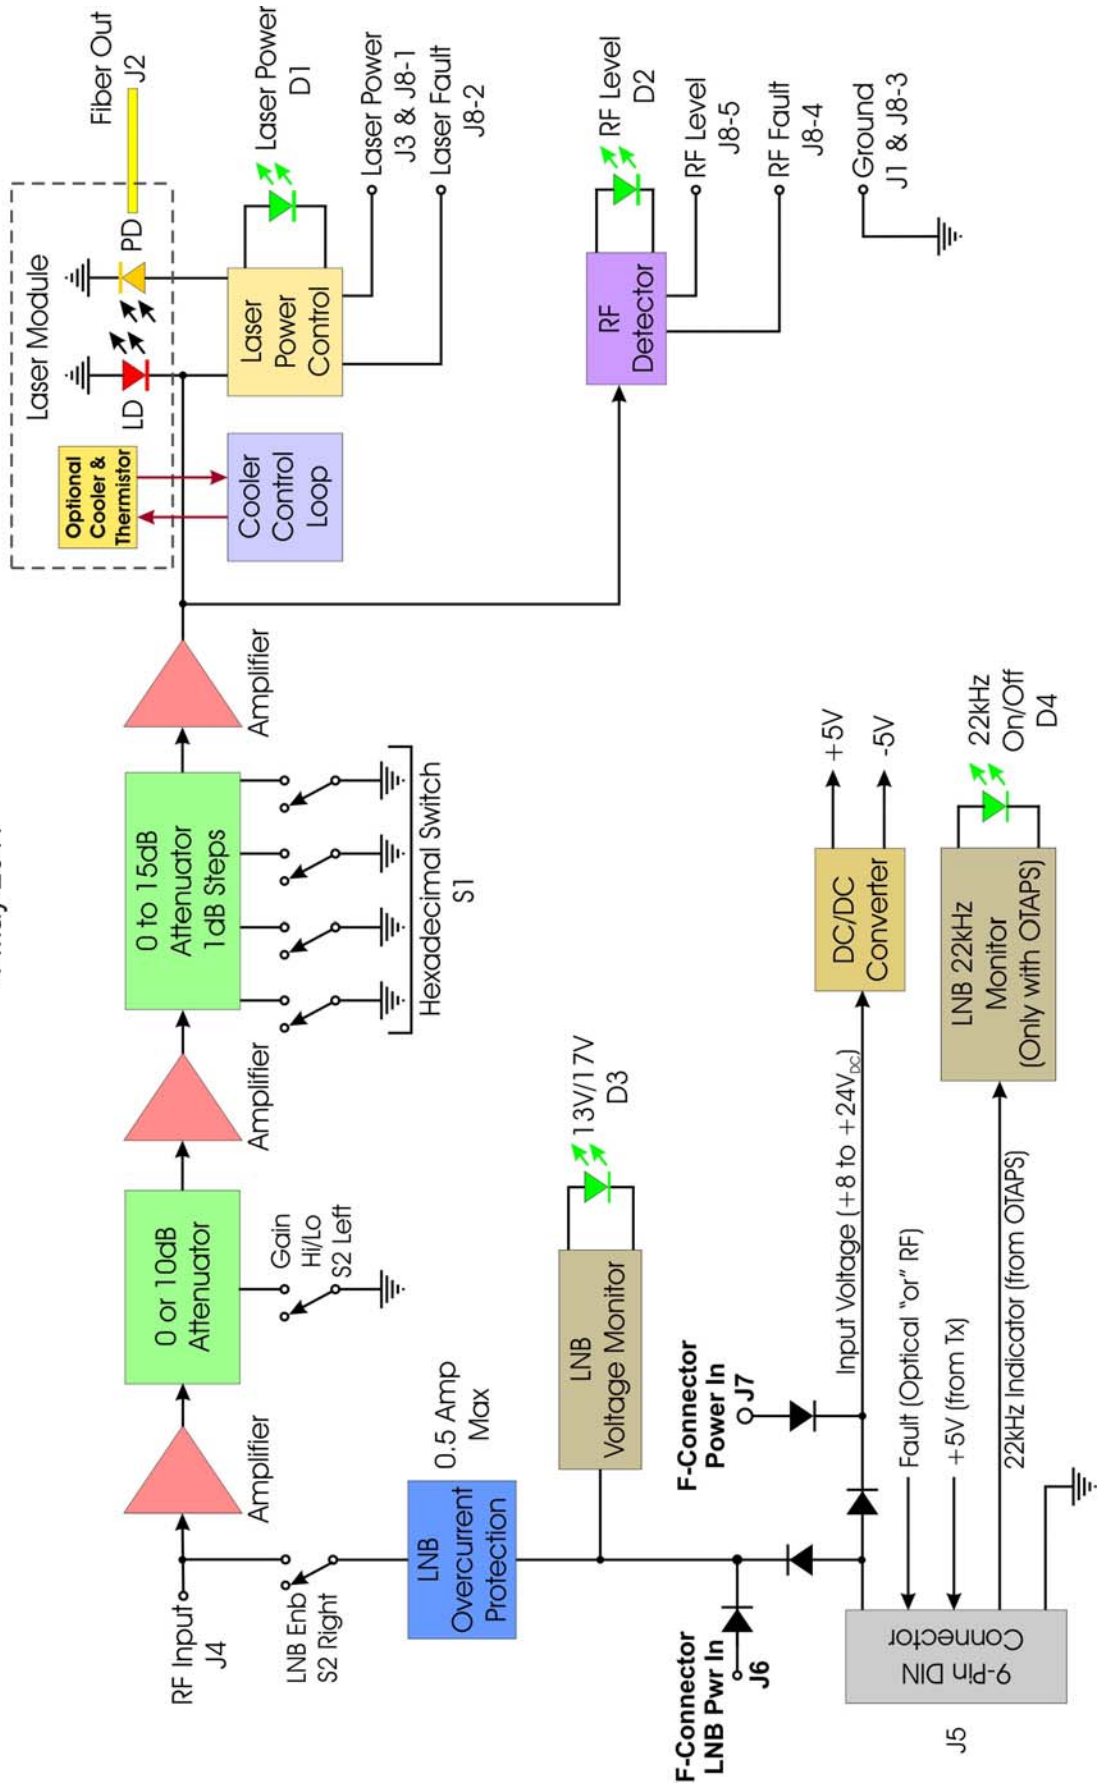 Fiber Out
J2
Laser Module
PD
LD
Optional
Cooler &
Thermistor
Cooler
Control
Loop
Laser
Power
Control
Laser Power
D1
Laser Power
J3 & J8-1
Laser Fault
J8-2
RF
Detector
RF Level
D2
RF Level
J8-5
RF Fault
J8-4
Ground
J1 & J8-3
RF Input
J4
Amplifier
0 or 10dB
Attenuator
Gain
Hi/Lo
S2 Left
Amplifier
0 to 15dB
Attenuator
1dB Steps
Hexadecimal Switch
S1
Amplifier
LNB Enb
S2 Right
LNB
Overcurrent
Protection
0.5 Amp
Max
LNB
Voltage Monitor
13V/17V
D3
F-Connector
LNB Pwr In
J6
F-Connector
Power In
J7
Input Voltage (+8 to +24VDC)
DC/DC
Converter
+5V
-5V
Fault (Optical "or" RF)
+5V (from Tx)
22kHz Indicator (from OTAPS)
LNB 22kHz
Monitor
(Only with OTAPS)
22kHz
On/Off
D4
9-Pin DIN
Connector
J5